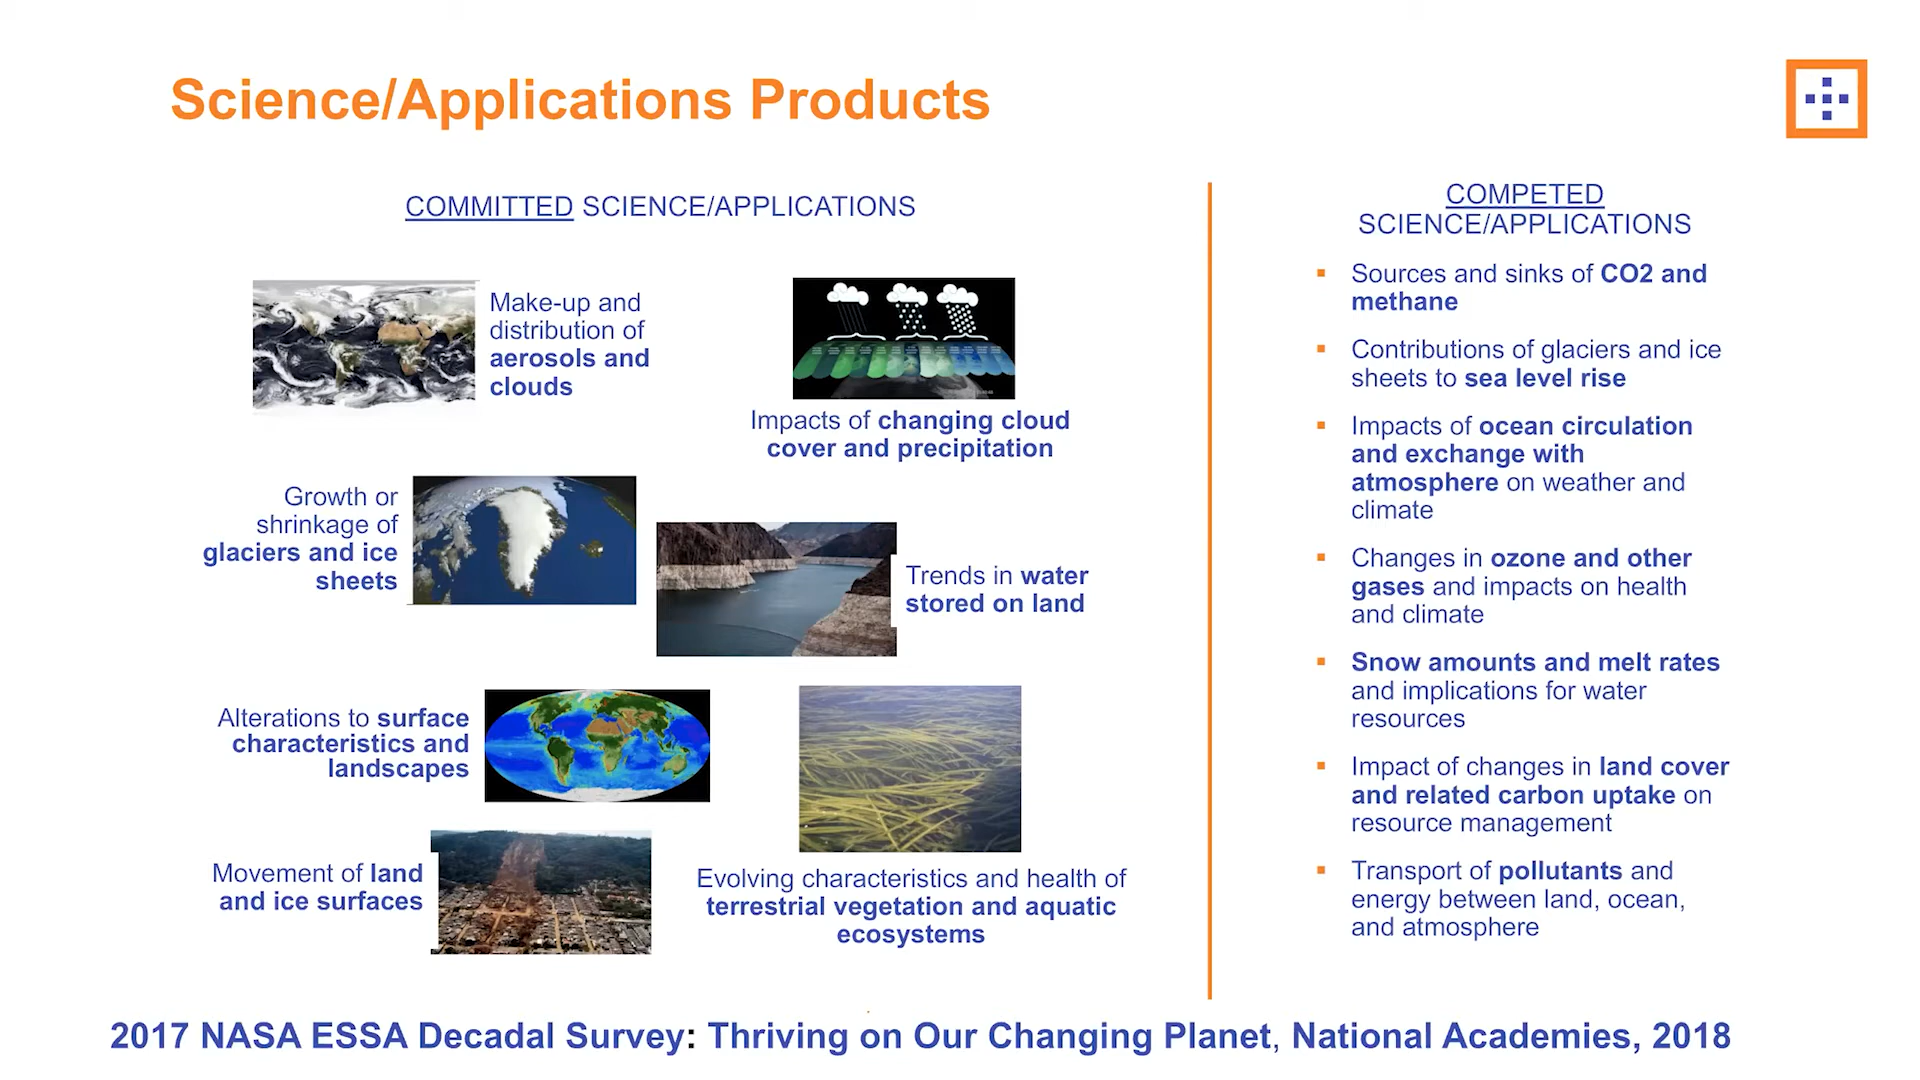 Science/Applications Products
COMMITTED SCIENCE/APPLICATIONS
Make-up and
distribution of
aerosols and
clouds
Impacts of changing cloud
cover and precipitation
Growth or
shrinkage of
glaciers and ice
sheets
Trends in water
stored on land
Alterations to surface
characteristics and
landscapes
Movement of land
and ice surfaces
Evolving characteristics and health of
terrestrial vegetation and aquatic
ecosystems
COMPETED
SCIENCE/APPLICATIONS
▪ Sources and sinks of CO2 and
methane
▪ Contributions of glaciers and ice
sheets to sea level rise
▪ Impacts of ocean circulation
and exchange with
atmosphere on weather and
climate
▪ Changes in ozone and other
gases and impacts on health
and climate
▪ Snow amounts and melt rates
and implications for water
resources
▪ Impact of changes in land cover
and related carbon uptake on
resource management
▪ Transport of pollutants and
energy between land, ocean,
and atmosphere
2017 NASA ESSA Decadal Survey: Thriving on Our Changing Planet, National Academies, 2018